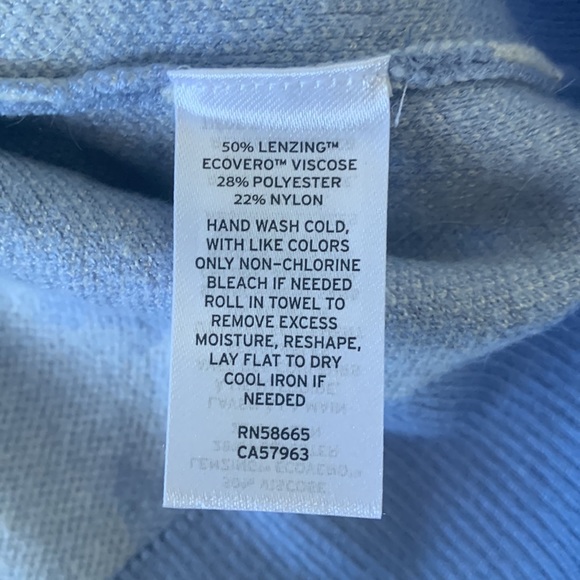 50% LENZING™
ECOVERO™ VISCOSE
28% POLYESTER
22% NYLON
HAND WASH COLD,
WITH LIKE COLORS
ONLY NON-CHLORINE
BLEACH IF NEEDED
ROLL IN TOWEL TO
REMOVE EXCESS
MOISTURE, RESHAPE,
LAY FLAT TO DRY
COOL IRON IF
NEEDED
RN58665
CA57963